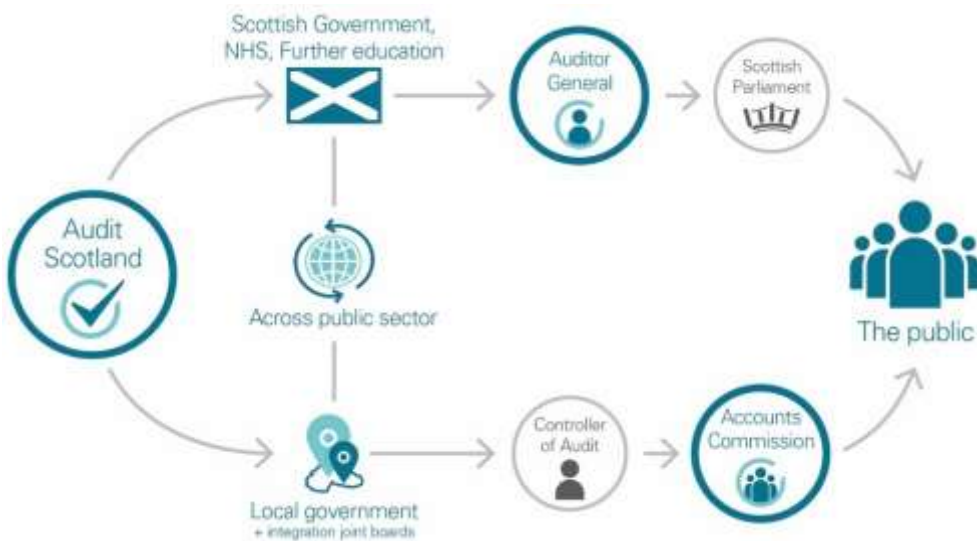 Scottish Government,
NHS, Further education
Auditor
General
Scottish
Parliament
Audit
Scotland
Across public sector
The public
Controller
of Audit
Accounts
Commission
Local government
+ integration joint boards